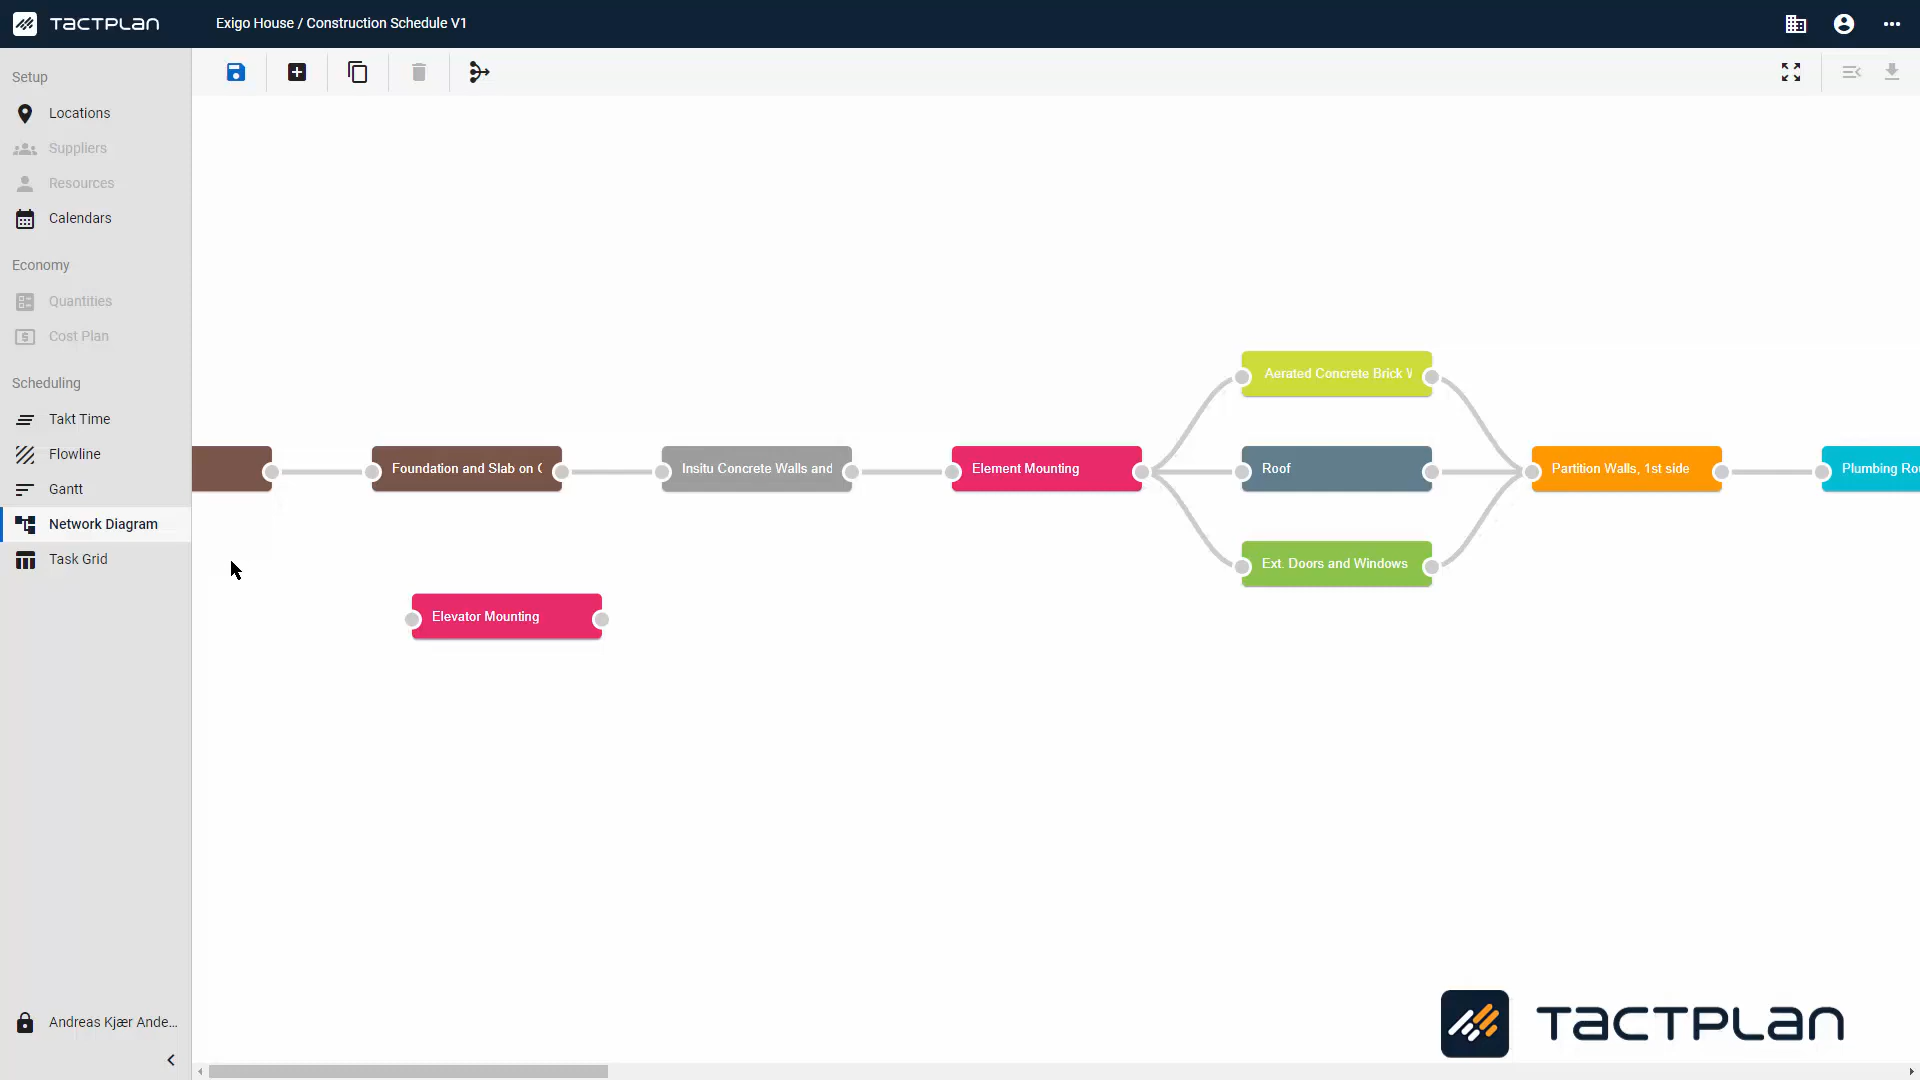 TACTPLAN
Exigo House / Construction Schedule V1
Setup
Locations
Suppliers
Resources
Calendars
Economy
Quantities
Cost Plan
Scheduling
Takt Time
Flowline
Gantt
Network Diagram
Task Grid
Aerated Concrete Brick
Foundation and Slab on
Insitu Concrete Walls and
Element Mounting
Roof
Partition Walls, 1st side
Plumbing
Ext. Doors and Windows
Elevator Mounting
Andreas Kjær Ande...
TACTPLAN